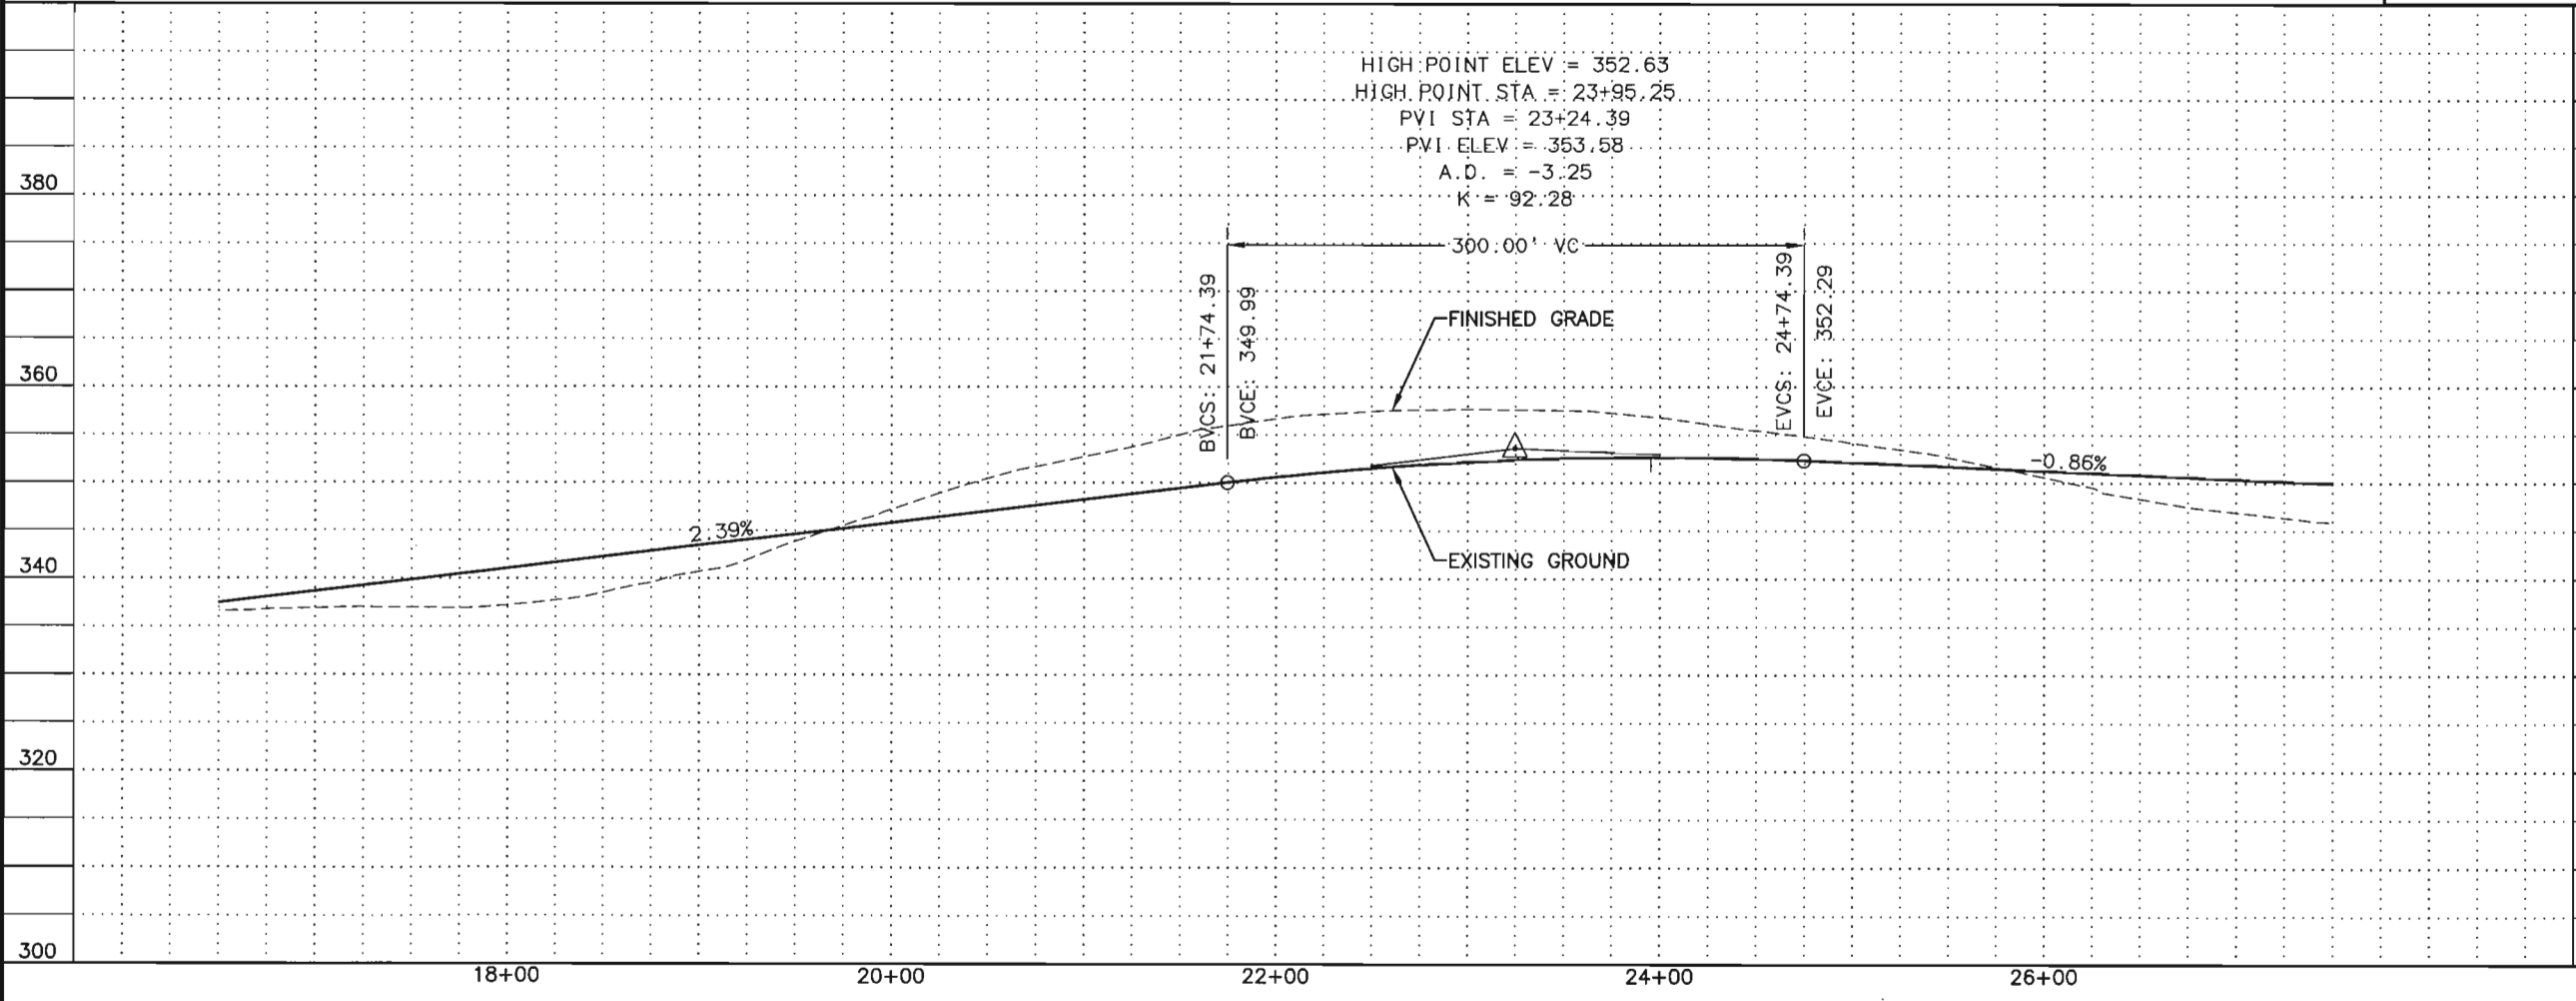 HIGH POINT ELEV = 352.63
HIGH POINT STA = 23+95.25
PVI STA = 23+24.39
PVI ELEV = 353.58
A.D. = -3.25
K = 92.28
300.00' VC
BVCS: 21+74.39
BVCE: 349.99
EVCS: 24+74.39
EVCE: 352.29
FINISHED GRADE
EXISTING GROUND
2.39%
-0.86%
380
360
340
320
300
18+00
20+00
22+00
24+00
26+00